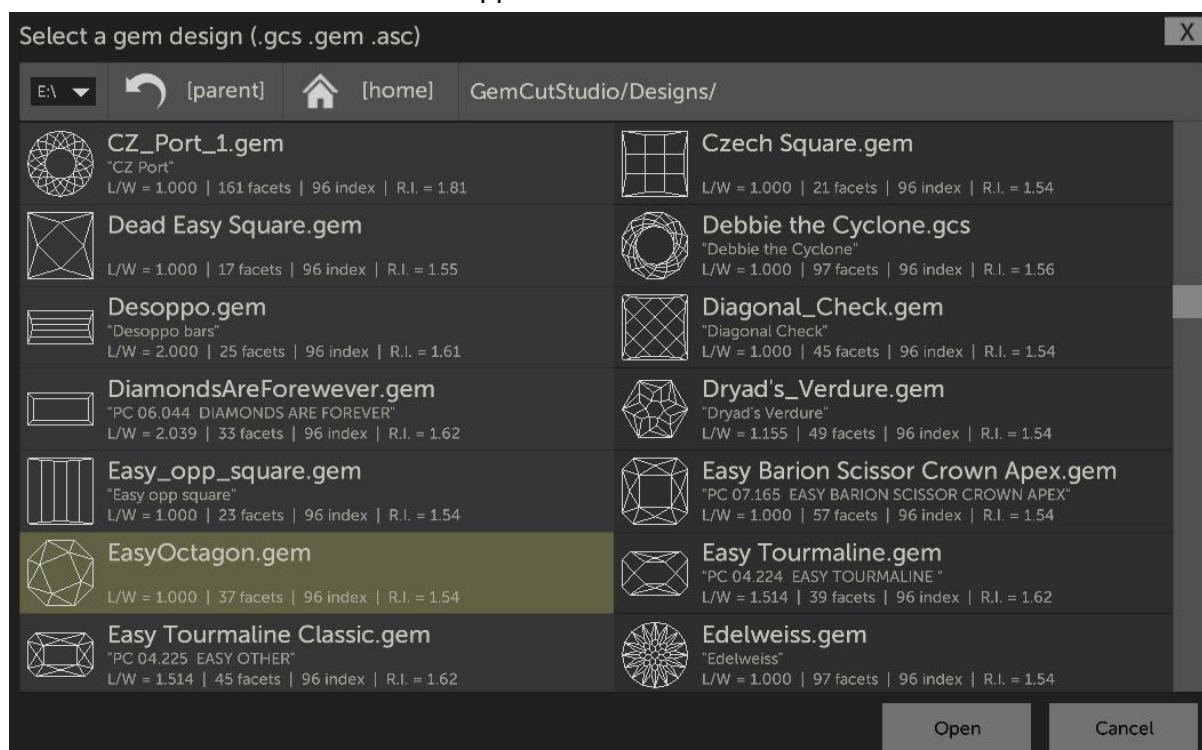 Select a gem design (.gcs .gem .asc)
X
E:\ [parent] [home] GemCutStudio/Designs/
CZ_Port_1.gem
"CZ Port"
L/W = 1.000 | 161 facets | 96 index | R.I. = 1.81
Czech Square.gem
L/W = 1.000 | 21 facets | 96 index | R.I. = 1.54
Dead Easy Square.gem
L/W = 1.000 | 17 facets | 96 index | R.I. = 1.55
Debbie the Cyclone.gcs
"Debbie the Cyclone"
L/W = 1.000 | 97 facets | 96 index | R.I. = 1.56
Desoppo.gem
"Desoppo bars"
L/W = 2.000 | 25 facets | 96 index | R.I. = 1.61
Diagonal_Check.gem
"Diagonal Check"
L/W = 1.000 | 45 facets | 96 index | R.I. = 1.54
DiamondsAreForewever.gem
"PC 06.044 DIAMONDS ARE FOREVER"
L/W = 2.039 | 33 facets | 96 index | R.I. = 1.62
Dryad's_Verdure.gem
"Dryad's Verdure"
L/W = 1.155 | 49 facets | 96 index | R.I. = 1.54
Easy_opp_square.gem
"Easy opp square"
L/W = 1.000 | 23 facets | 96 index | R.I. = 1.54
Easy Barion Scissor Crown Apex.gem
"PC 07.165 EASY BARION SCISSOR CROWN APEX"
L/W = 1.000 | 57 facets | 96 index | R.I. = 1.54
EasyOctagon.gem
L/W = 1.000 | 37 facets | 96 index | R.I. = 1.54
Easy Tourmaline.gem
"PC 04.224 EASY TOURMALINE "
L/W = 1.514 | 39 facets | 96 index | R.I. = 1.62
Easy Tourmaline Classic.gem
"PC 04.225 EASY OTHER"
L/W = 1.514 | 45 facets | 96 index | R.I. = 1.62
Edelweiss.gem
"Edelweiss"
L/W = 1.000 | 97 facets | 96 index | R.I. = 1.54
Open Cancel